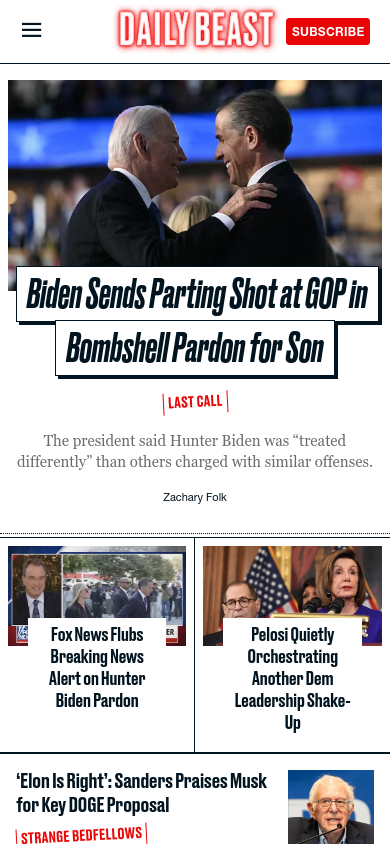 DAILY BEAST
SUBSCRIBE
Biden Sends Parting Shot at GOP in
Bombshell Pardon for Son
LAST CALL
The president said Hunter Biden was “treated
differently” than others charged with similar offenses.
Zachary Folk
Fox News Flubs
Breaking News
Alert on Hunter
Biden Pardon
Pelosi Quietly
Orchestrating
Another Dem
Leadership Shake-
Up
‘Elon Is Right’: Sanders Praises Musk
for Key DOGE Proposal
STRANGE BEDFELLOWS